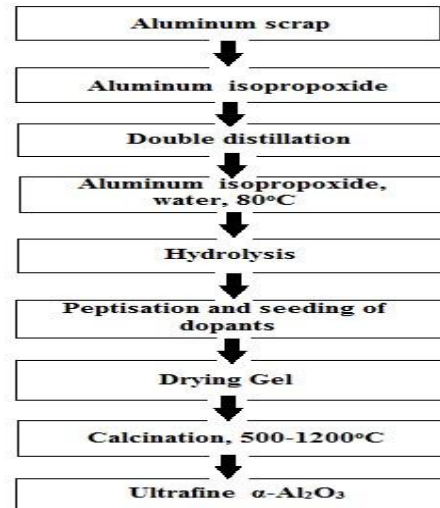 Aluminum scrap
Aluminum isopropoxide
Double distillation
Aluminum isopropoxide,
water, 80°C
Hydrolysis
Peptisation and seeding of
dopants
Drying Gel
Calcination, 500-1200°C
Ultrafine α-Al₂O₃